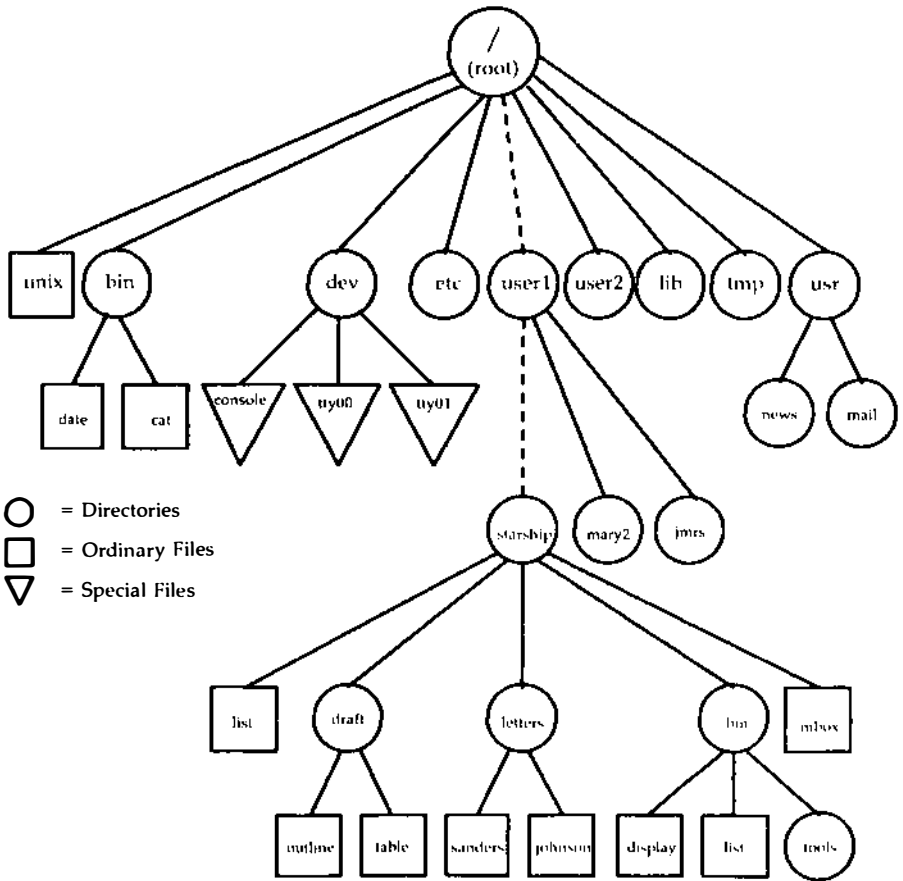 /
(root)
unix
bin
dev
etc
user1
user2
lib
tmp
usr
date
cat
console
tty00
tty01
news
mail
= Directories
= Ordinary Files
= Special Files
starship
mary2
jmrs
list
draft
letters
bin
mbox
outline
table
sanders
johnson
display
list
tools